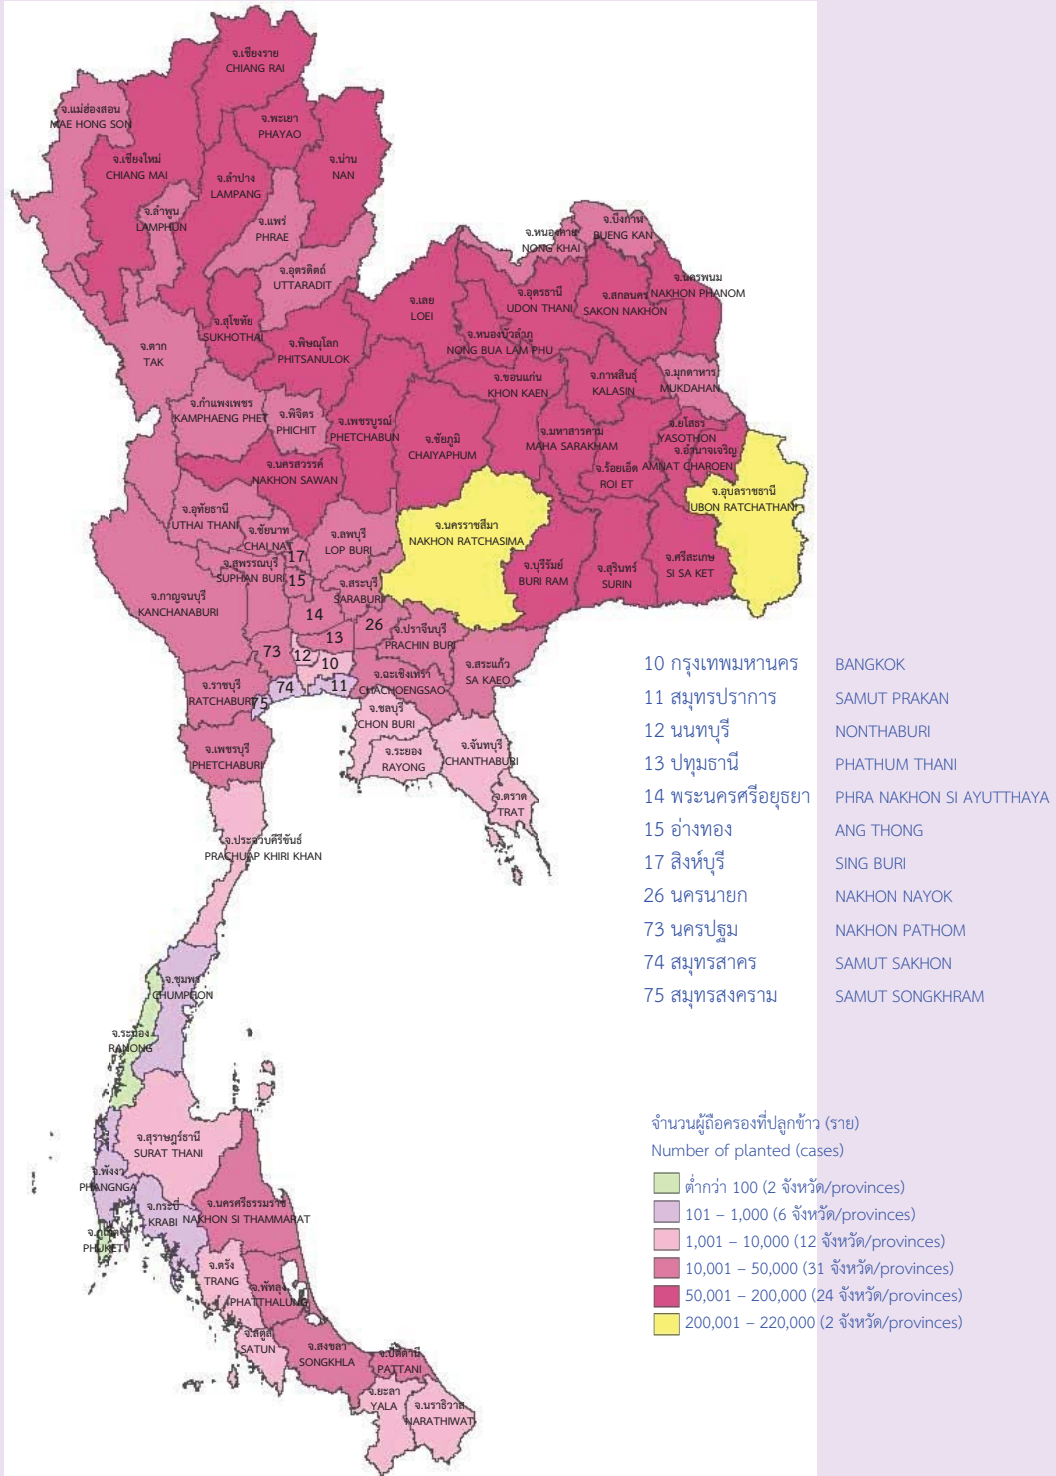 จ.เชียงราย
CHIANG RAI
จ.แม่ฮ่องสอน
MAE HONG SON
จ.พะเยา
PHAYAO
จ.เชียงใหม่
CHIANG MAI
จ.ลำปาง
LAMPANG
จ.น่าน
NAN
จ.ลำพูน
LAMPHUN
จ.แพร่
PHRAE
จ.อุตรดิตถ์
UTTARADIT
จ.หนองคาย
NONG KHAI
จ.บึงกาฬ
BUENG KAN
จ.เลย
LOEI
จ.อุดรธานี
UDON THANI
จ.สกลนคร
SAKON NAKHON
จ.นครพนม
NAKHON PHANOM
จ.สุโขทัย
SUKHOTHAI
จ.ตาก
TAK
จ.พิษณุโลก
PHITSANULOK
จ.หนองบัวลำภู
NONG BUA LAM PHU
จ.ขอนแก่น
KHON KAEN
จ.กาฬสินธุ์
KALASIN
จ.มุกดาหาร
MUKDAHAN
จ.กำแพงเพชร
KAMPHAENG PHET
จ.พิจิตร
PHICHIT
จ.เพชรบูรณ์
PHETCHABUN
จ.ชัยภูมิ
CHAIYAPHUM
จ.มหาสารคาม
MAHA SARAKHAM
จ.ยโสธร
YASOTHON
จ.อำนาจเจริญ
AMNAT CHAROEN
จ.ร้อยเอ็ด
ROI ET
จ.นครสวรรค์
NAKHON SAWAN
จ.อุบลราชธานี
UBON RATCHATHANI
จ.อุทัยธานี
UTHAI THANI
จ.ชัยนาท
CHAI NAT
จ.ลพบุรี
LOP BURI
จ.นครราชสีมา
NAKHON RATCHASIMA
17
จ.สุพรรณบุรี
SUPHAN BURI
15
จ.สระบุรี
SARABURI
จ.บุรีรัมย์
BURI RAM
จ.สุรินทร์
SURIN
จ.ศรีสะเกษ
SI SA KET
จ.กาญจนบุรี
KANCHANABURI
14
26
13
จ.ปราจีนบุรี
PRACHIN BURI
73
12
10
จ.สระแก้ว
SA KAEO
จ.ราชบุรี
RATCHABURI
75
74
11
จ.ฉะเชิงเทรา
CHACHOENGSAO
จ.ชลบุรี
CHON BURI
จ.เพชรบุรี
PHETCHABURI
จ.ระยอง
RAYONG
จ.จันทบุรี
CHANTHABURI
จ.ตราด
TRAT
จ.ประจวบคีรีขันธ์
PRACHUAP KHIRI KHAN
10 กรุงเทพมหานคร BANGKOK
11 สมุทรปราการ SAMUT PRAKAN
12 นนทบุรี NONTHABURI
13 ปทุมธานี PHATHUM THANI
14 พระนครศรีอยุธยา PHRA NAKHON SI AYUTTHAYA
15 อ่างทอง ANG THONG
17 สิงห์บุรี SING BURI
26 นครนายก NAKHON NAYOK
73 นครปฐม NAKHON PATHOM
74 สมุทรสาคร SAMUT SAKHON
75 สมุทรสงคราม SAMUT SONGKHRAM
จ.ชุมพร
CHUMPHON
จ.ระนอง
RANONG
จ.สุราษฎร์ธานี
SURAT THANI
จ.พังงา
PHANGNGA
จ.กระบี่
KRABI
จ.นครศรีธรรมราช
NAKHON SI THAMMARAT
จ.ภูเก็ต
PHUKET
จ.ตรัง
TRANG
จ.พัทลุง
PHATTHALUNG
จ.สตูล
SATUN
จ.สงขลา
SONGKHLA
จ.ปัตตานี
PATTANI
จ.ยะลา
YALA
จ.นราธิวาส
NARATHIWAT
จำนวนผู้ถือครองที่ปลูกข้าว (ราย)
Number of planted (cases)
ต่ำกว่า 100 (2 จังหวัด/provinces)
101 – 1,000 (6 จังหวัด/provinces)
1,001 – 10,000 (12 จังหวัด/provinces)
10,001 – 50,000 (31 จังหวัด/provinces)
50,001 – 200,000 (24 จังหวัด/provinces)
200,001 – 220,000 (2 จังหวัด/provinces)